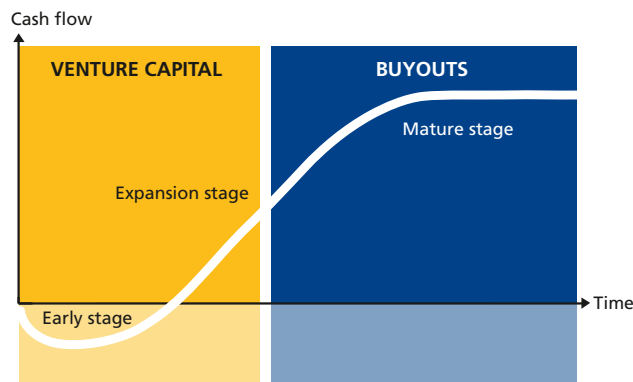 Cash flow
VENTURE CAPITAL
BUYOUTS
Mature stage
Expansion stage
Time
Early stage